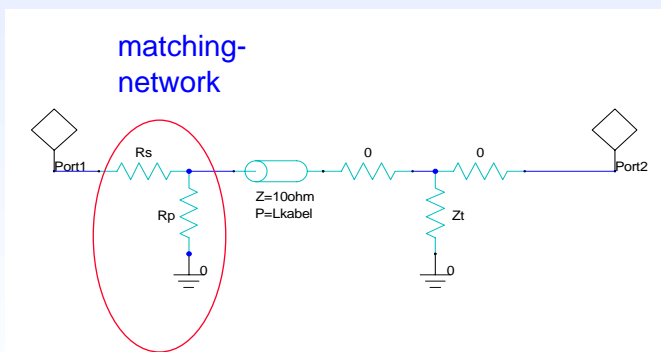 matching-
network
Port1
Rs
0
0
Port2
Rp
Z=10ohm
P=Lkabel
Zt
0
0